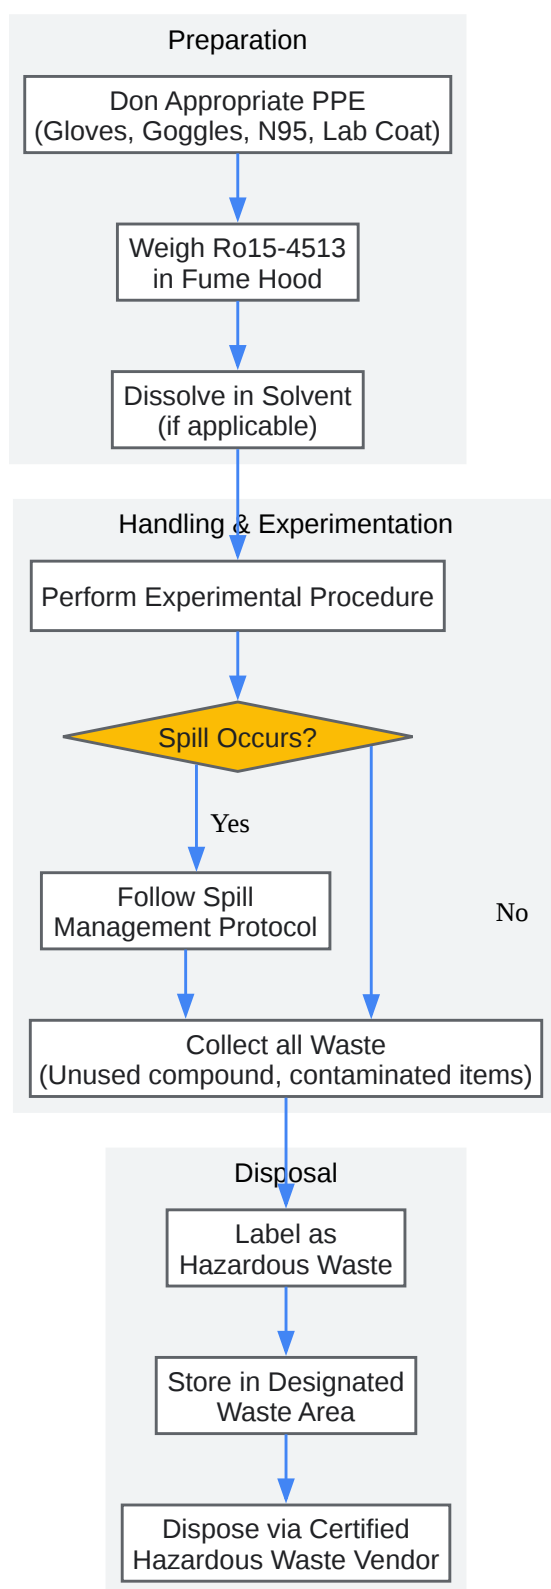 Preparation
Don Appropriate PPE
(Gloves, Goggles, N95, Lab Coat)
Weigh Ro15-4513
in Fume Hood
Dissolve in Solvent
(if applicable)
Handling & Experimentation
Perform Experimental Procedure
Spill Occurs?
Yes
Follow Spill
Management Protocol
No
Collect all Waste
(Unused compound, contaminated items)
Disposal
Label as
Hazardous Waste
Store in Designated
Waste Area
Dispose via Certified
Hazardous Waste Vendor